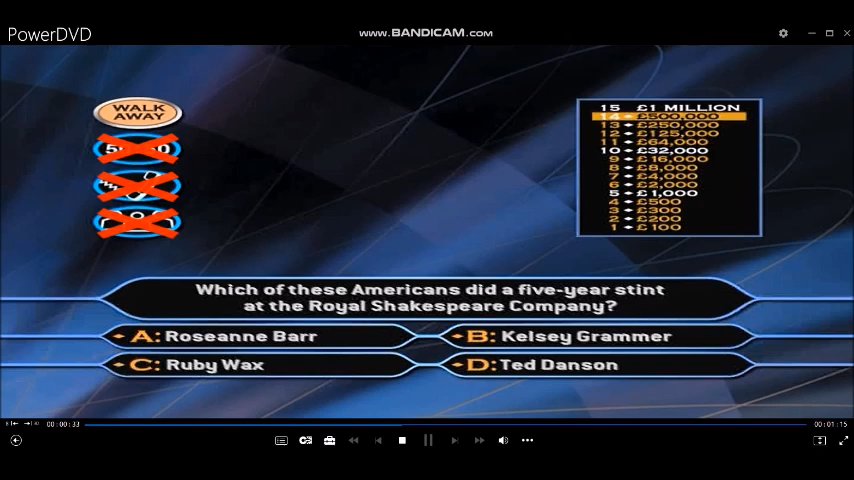 PowerDVD
www.BANDICAM.com
WALK
AWAY
15 £1 MILLION
14 £500,000
13 £250,000
12 £125,000
11 £64,000
10 £32,000
9 £16,000
8 £8,000
7 £4,000
6 £2,000
5 £1,000
4 £500
3 £300
2 £200
1 £100
Which of these Americans did a five-year stint
at the Royal Shakespeare Company?
A: Roseanne Barr
B: Kelsey Grammer
C: Ruby Wax
D: Ted Danson
00:00:33
00:01:15